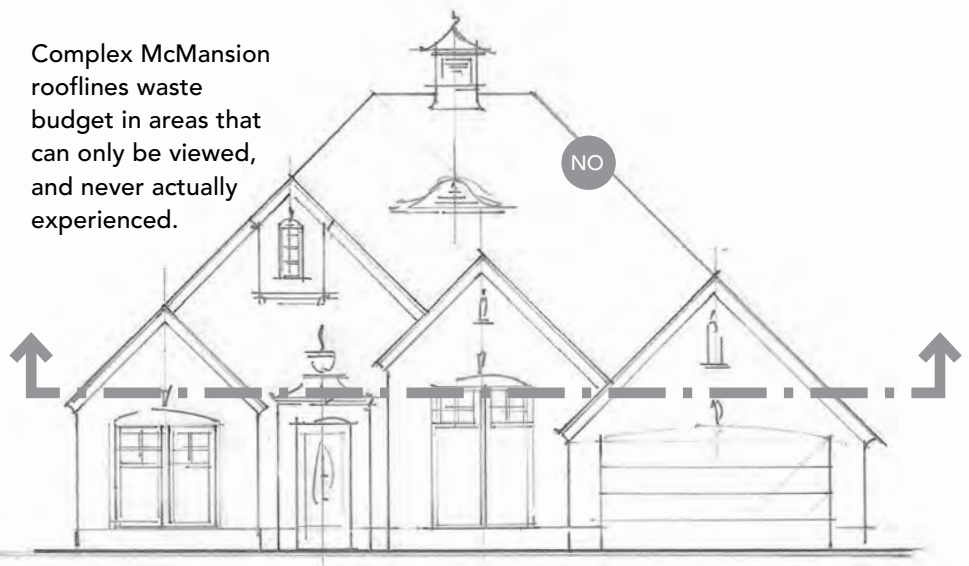 Complex McMansion
rooflines waste
budget in areas that
can only be viewed,
and never actually
experienced.
NO